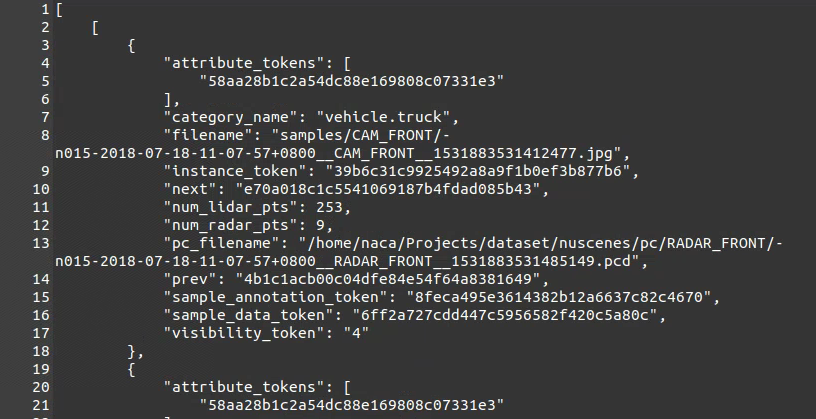 1 [
2     [
3         {
4             "attribute_tokens": [
5                 "58aa28b1c2a54dc88e169808c07331e3"
6             ],
7             "category_name": "vehicle.truck",
8             "filename": "samples/CAM_FRONT/-
n015-2018-07-18-11-07-57+0800__CAM_FRONT__1531883531412477.jpg",
9             "instance_token": "39b6c31c9925492a8a9f1b0ef3b877b6",
10             "next": "e70a018c1c5541069187b4fdad085b43",
11             "num_lidar_pts": 253,
12             "num_radar_pts": 9,
13             "pc_filename": "/home/naca/Projects/dataset/nuscenes/pc/RADAR_FRONT/-
n015-2018-07-18-11-07-57+0800__RADAR_FRONT__1531883531485149.pcd",
14             "prev": "4b1c1acb00c04dfe84e54f64a8381649",
15             "sample_annotation_token": "8feca495e3614382b12a6637c82c4670",
16             "sample_data_token": "6ff2a727cdd447c5956582f420c5a80c",
17             "visibility_token": "4"
18         },
19         {
20             "attribute_tokens": [
21                 "58aa28b1c2a54dc88e169808c07331e3"